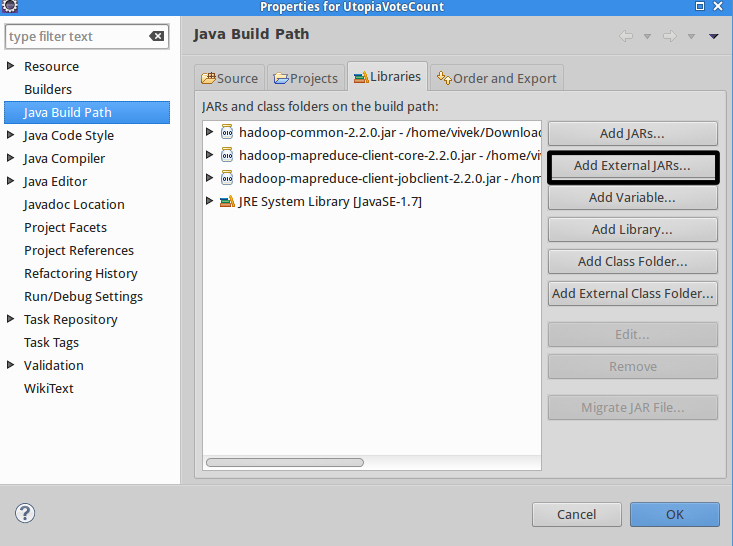 Properties for UtopiaVoteCount
type filter text
Java Build Path
Resource
Builders
Java Build Path
Java Code Style
Java Compiler
Java Editor
Javadoc Location
Project Facets
Project References
Refactoring History
Run/Debug Settings
Task Repository
Task Tags
Validation
WikiText
Source
Projects
Libraries
Order and Export
JARs and class folders on the build path:
hadoop-common-2.2.0.jar - /home/vivek/Downloa
hadoop-mapreduce-client-core-2.2.0.jar - /home/vi
hadoop-mapreduce-client-jobclient-2.2.0.jar - /hom
JRE System Library [JavaSE-1.7]
Add JARs...
Add External JARs...
Add Variable...
Add Library...
Add Class Folder...
Add External Class Folder...
Edit...
Remove
Migrate JAR File...
?
Cancel
OK